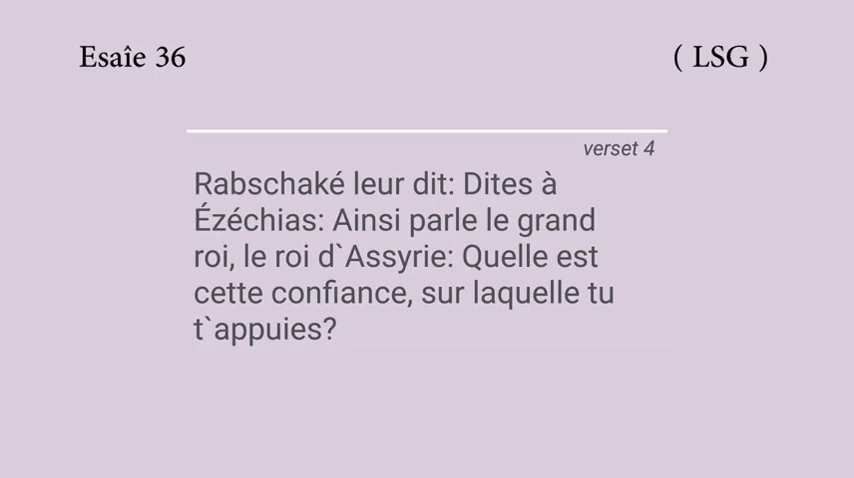 Esaîe 36
( LSG )
verset 4
Rabschaké leur dit: Dites à
Ézéchias: Ainsi parle le grand
roi, le roi d`Assyrie: Quelle est
cette confiance, sur laquelle tu
t`appuies?